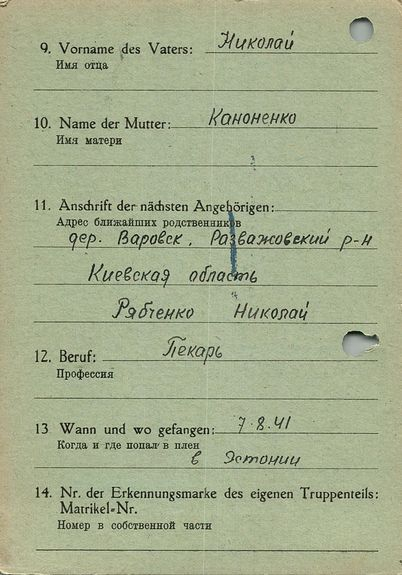 9. Vorname des Vaters: Николай
Имя отца
10. Name der Mutter: Каноненко
Имя матери
11. Anschrift der nächsten Angehörigen:
Адрес ближайших родственников
дер. Варовск, Разважовский р-н
Киевская область
Рябченко Николай
12. Beruf: Пекарь
Профессия
13 Wann und wo gefangen: 7.8.41
Когда и где попал в плен
в Эстонии
14. Nr. der Erkennungsmarke des eigenen Truppenteils:
Matrikel=Nr.
Номер в собственной части